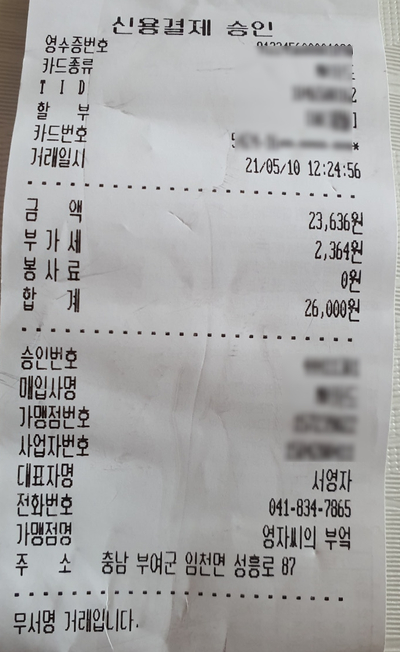 신용결제 승인
영수증번호
카드종류
TID
할 부
카드번호 *
거래일시 21/05/10 12:24:56
금 액 23,636원
부 가 세 2,364원
봉 사 료 0원
합 계 26,000원
승인번호
매입사명
가맹점번호
사업자번호
대표자명 서영자
전화번호 041-834-7865
가맹점명 영자씨의 부엌
주 소 충남 부여군 임천면 성흥로 87
무서명 거래입니다.